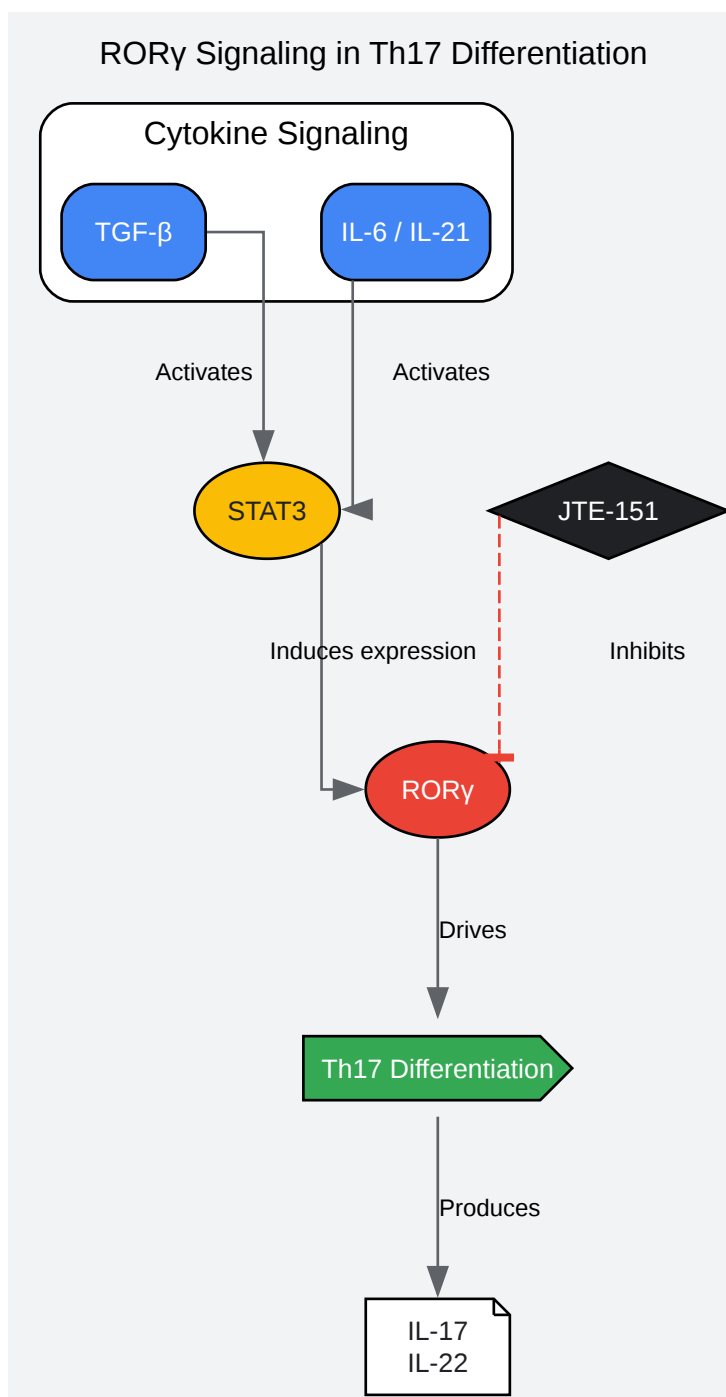 RORγ Signaling in Th17 Differentiation
Cytokine Signaling
TGF-β
IL-6 / IL-21
Activates
Activates
STAT3
JTE-151
Induces expression
Inhibits
RORγ
Drives
Th17 Differentiation
Produces
IL-17
IL-22